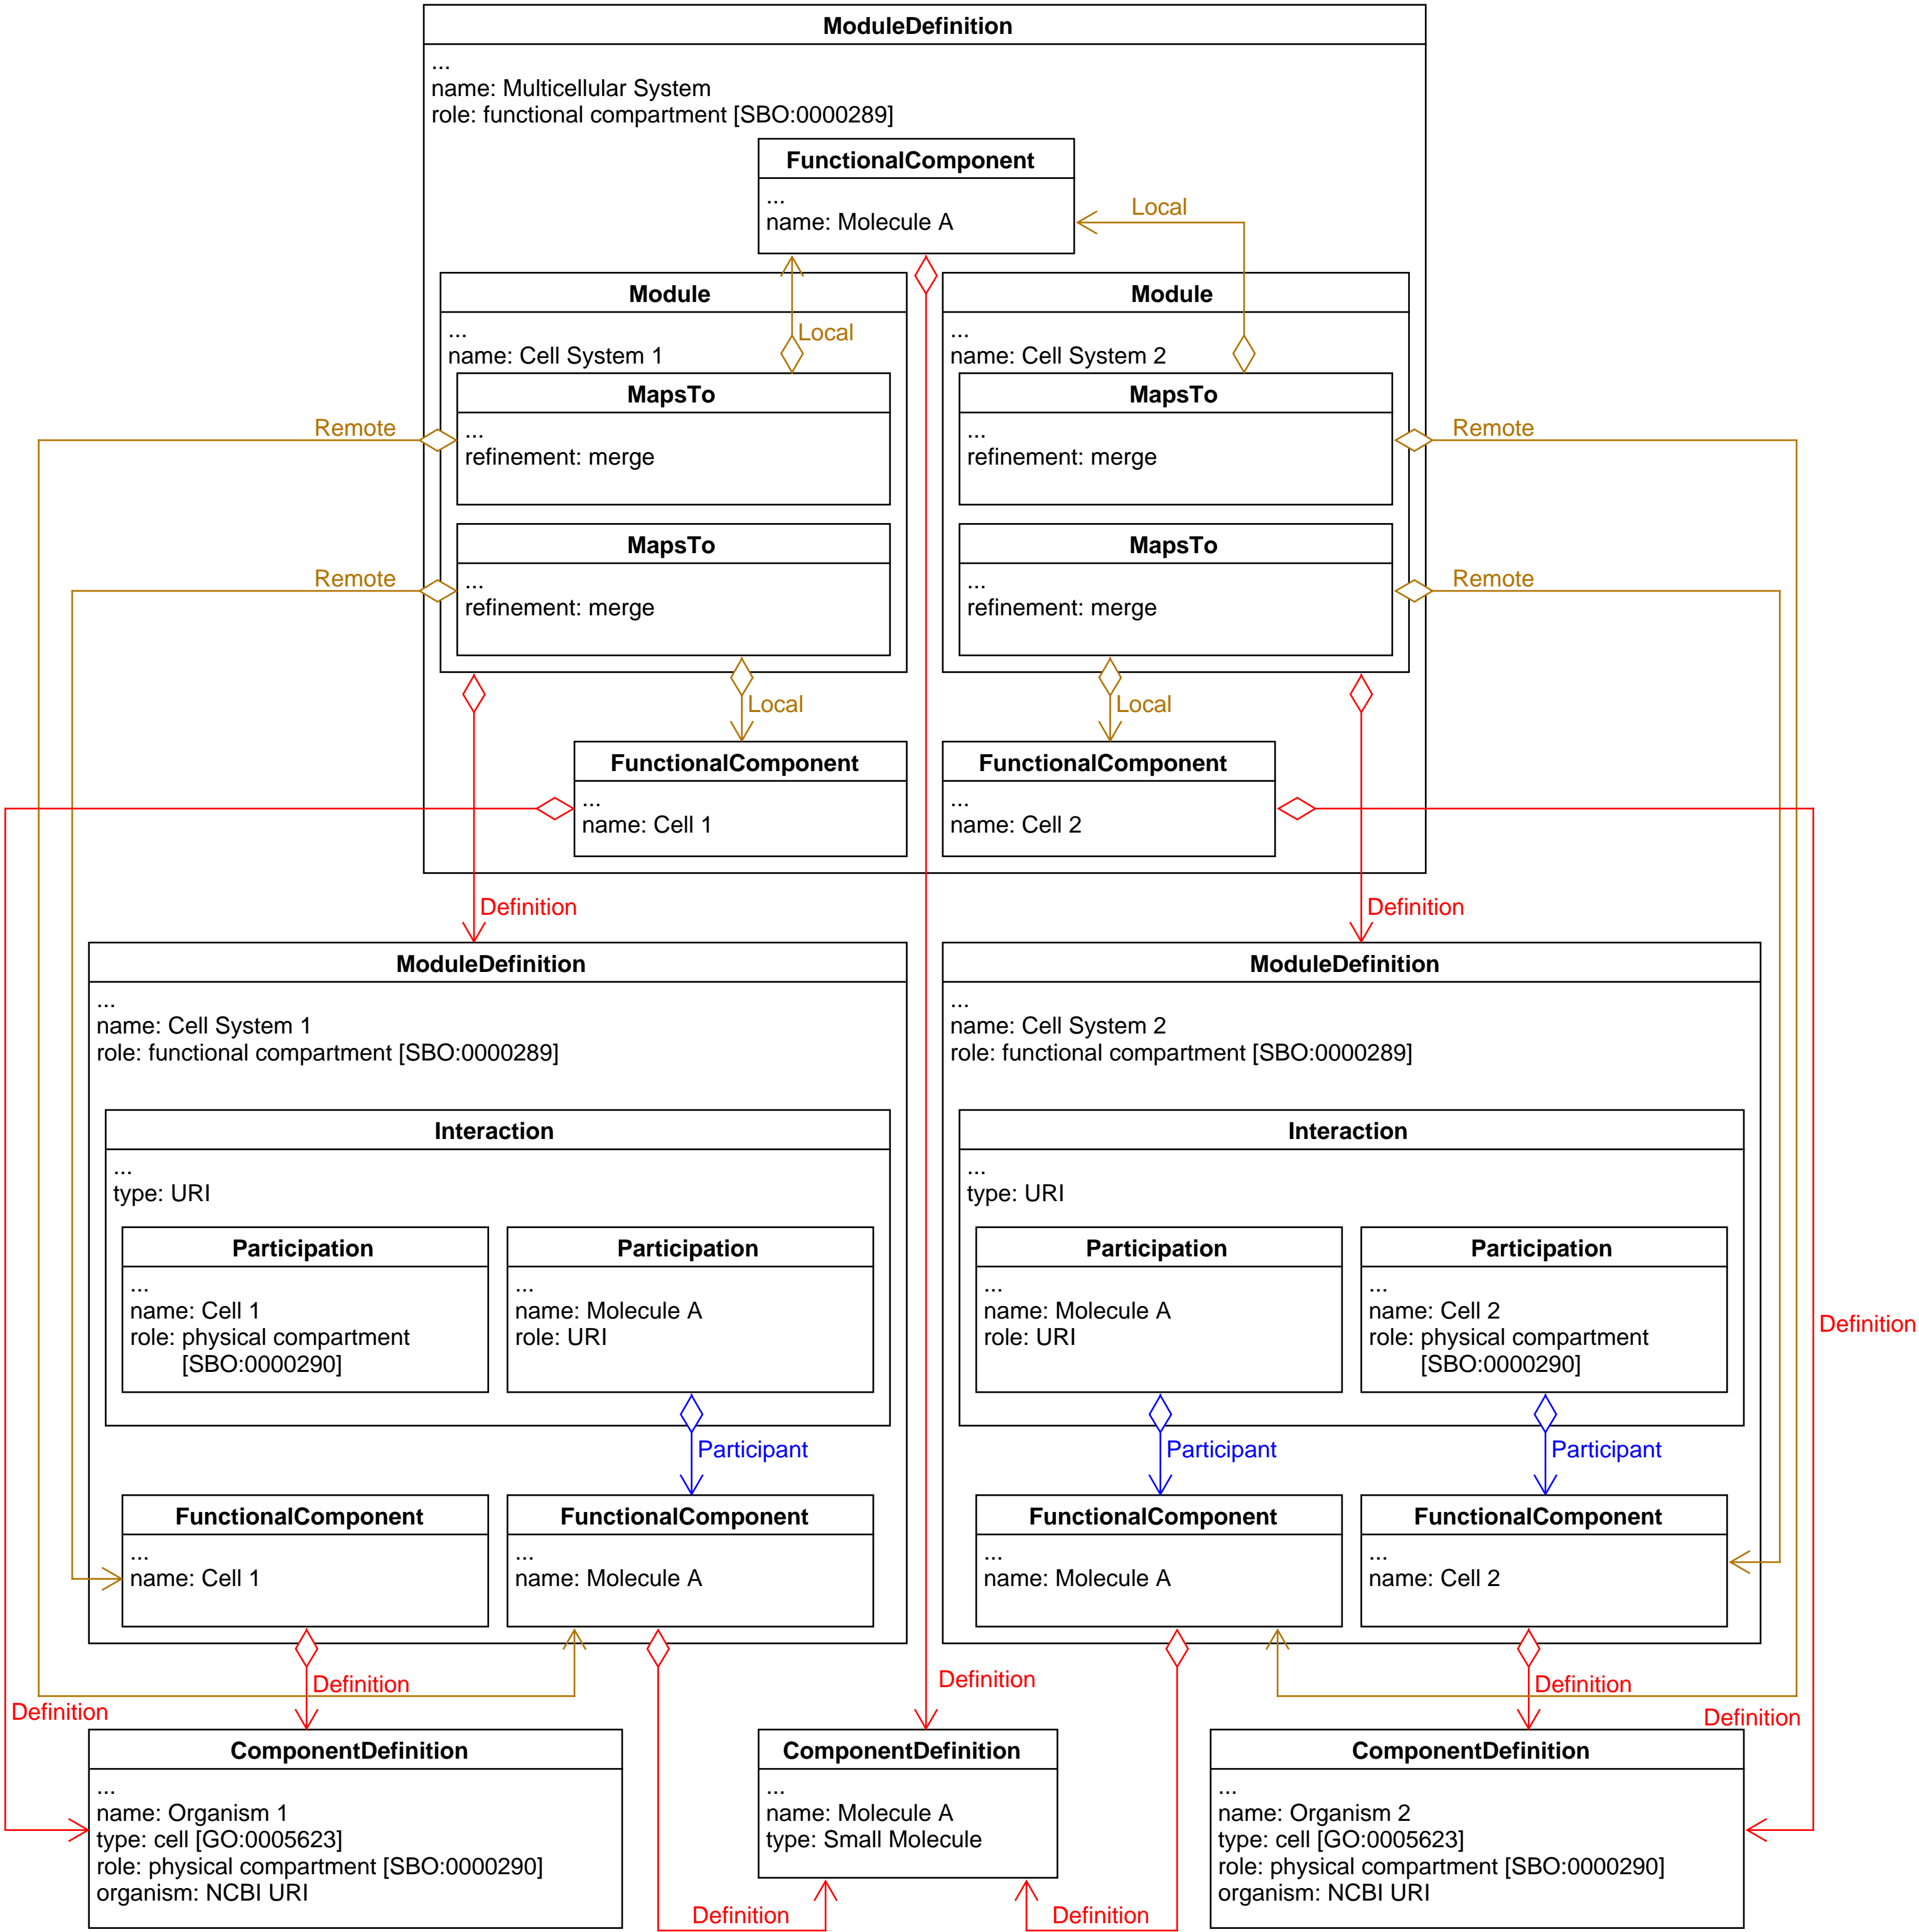 ModuleDefinition
...
name: Multicellular System
role: functional compartment [SBO:0000289]
FunctionalComponent
...
name: Molecule A
Local
Module
...
name: Cell System 1
Local
MapsTo
...
refinement: merge
Remote
MapsTo
...
refinement: merge
Remote
Local
Module
...
name: Cell System 2
MapsTo
...
refinement: merge
Remote
MapsTo
...
refinement: merge
Remote
Local
FunctionalComponent
...
name: Cell 1
FunctionalComponent
...
name: Cell 2
Definition
Definition
ModuleDefinition
...
name: Cell System 1
role: functional compartment [SBO:0000289]
Interaction
...
type: URI
Participation
...
name: Cell 1
role: physical compartment
[SBO:0000290]
Participation
...
name: Molecule A
role: URI
Participant
FunctionalComponent
...
name: Cell 1
FunctionalComponent
...
name: Molecule A
ModuleDefinition
...
name: Cell System 2
role: functional compartment [SBO:0000289]
Interaction
...
type: URI
Participation
...
name: Molecule A
role: URI
Participation
...
name: Cell 2
role: physical compartment
[SBO:0000290]
Definition
Participant
Participant
FunctionalComponent
...
name: Molecule A
FunctionalComponent
...
name: Cell 2
Definition
Definition
Definition
Definition
Definition
ComponentDefinition
...
name: Organism 1
type: cell [GO:0005623]
role: physical compartment [SBO:0000290]
organism: NCBI URI
ComponentDefinition
...
name: Molecule A
type: Small Molecule
Definition
Definition
ComponentDefinition
...
name: Organism 2
type: cell [GO:0005623]
role: physical compartment [SBO:0000290]
organism: NCBI URI